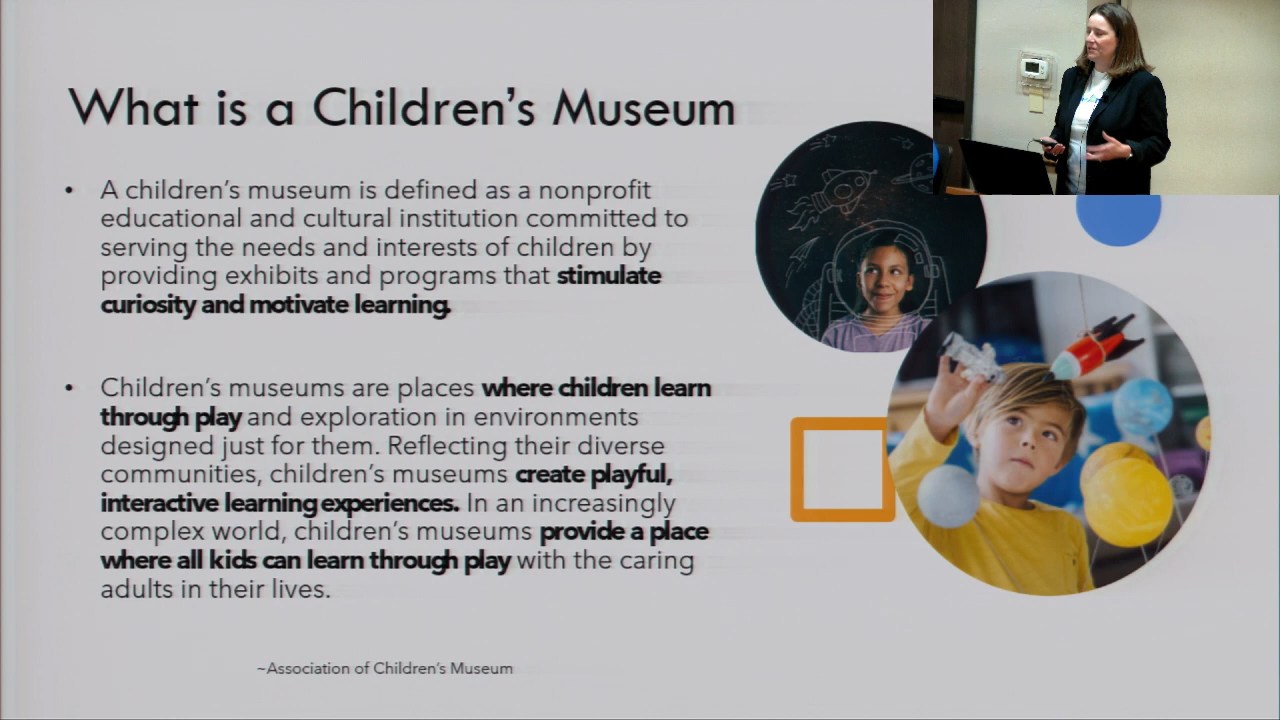 What is a Children's Museum
• A children's museum is defined as a nonprofit
educational and cultural institution committed to
serving the needs and interests of children by
providing exhibits and programs that stimulate
curiosity and motivate learning.
• Children's museums are places where children learn
through play and exploration in environments
designed just for them. Reflecting their diverse
communities, children's museums create playful,
interactive learning experiences. In an increasingly
complex world, children's museums provide a place
where all kids can learn through play with the caring
adults in their lives.
~Association of Children's Museum